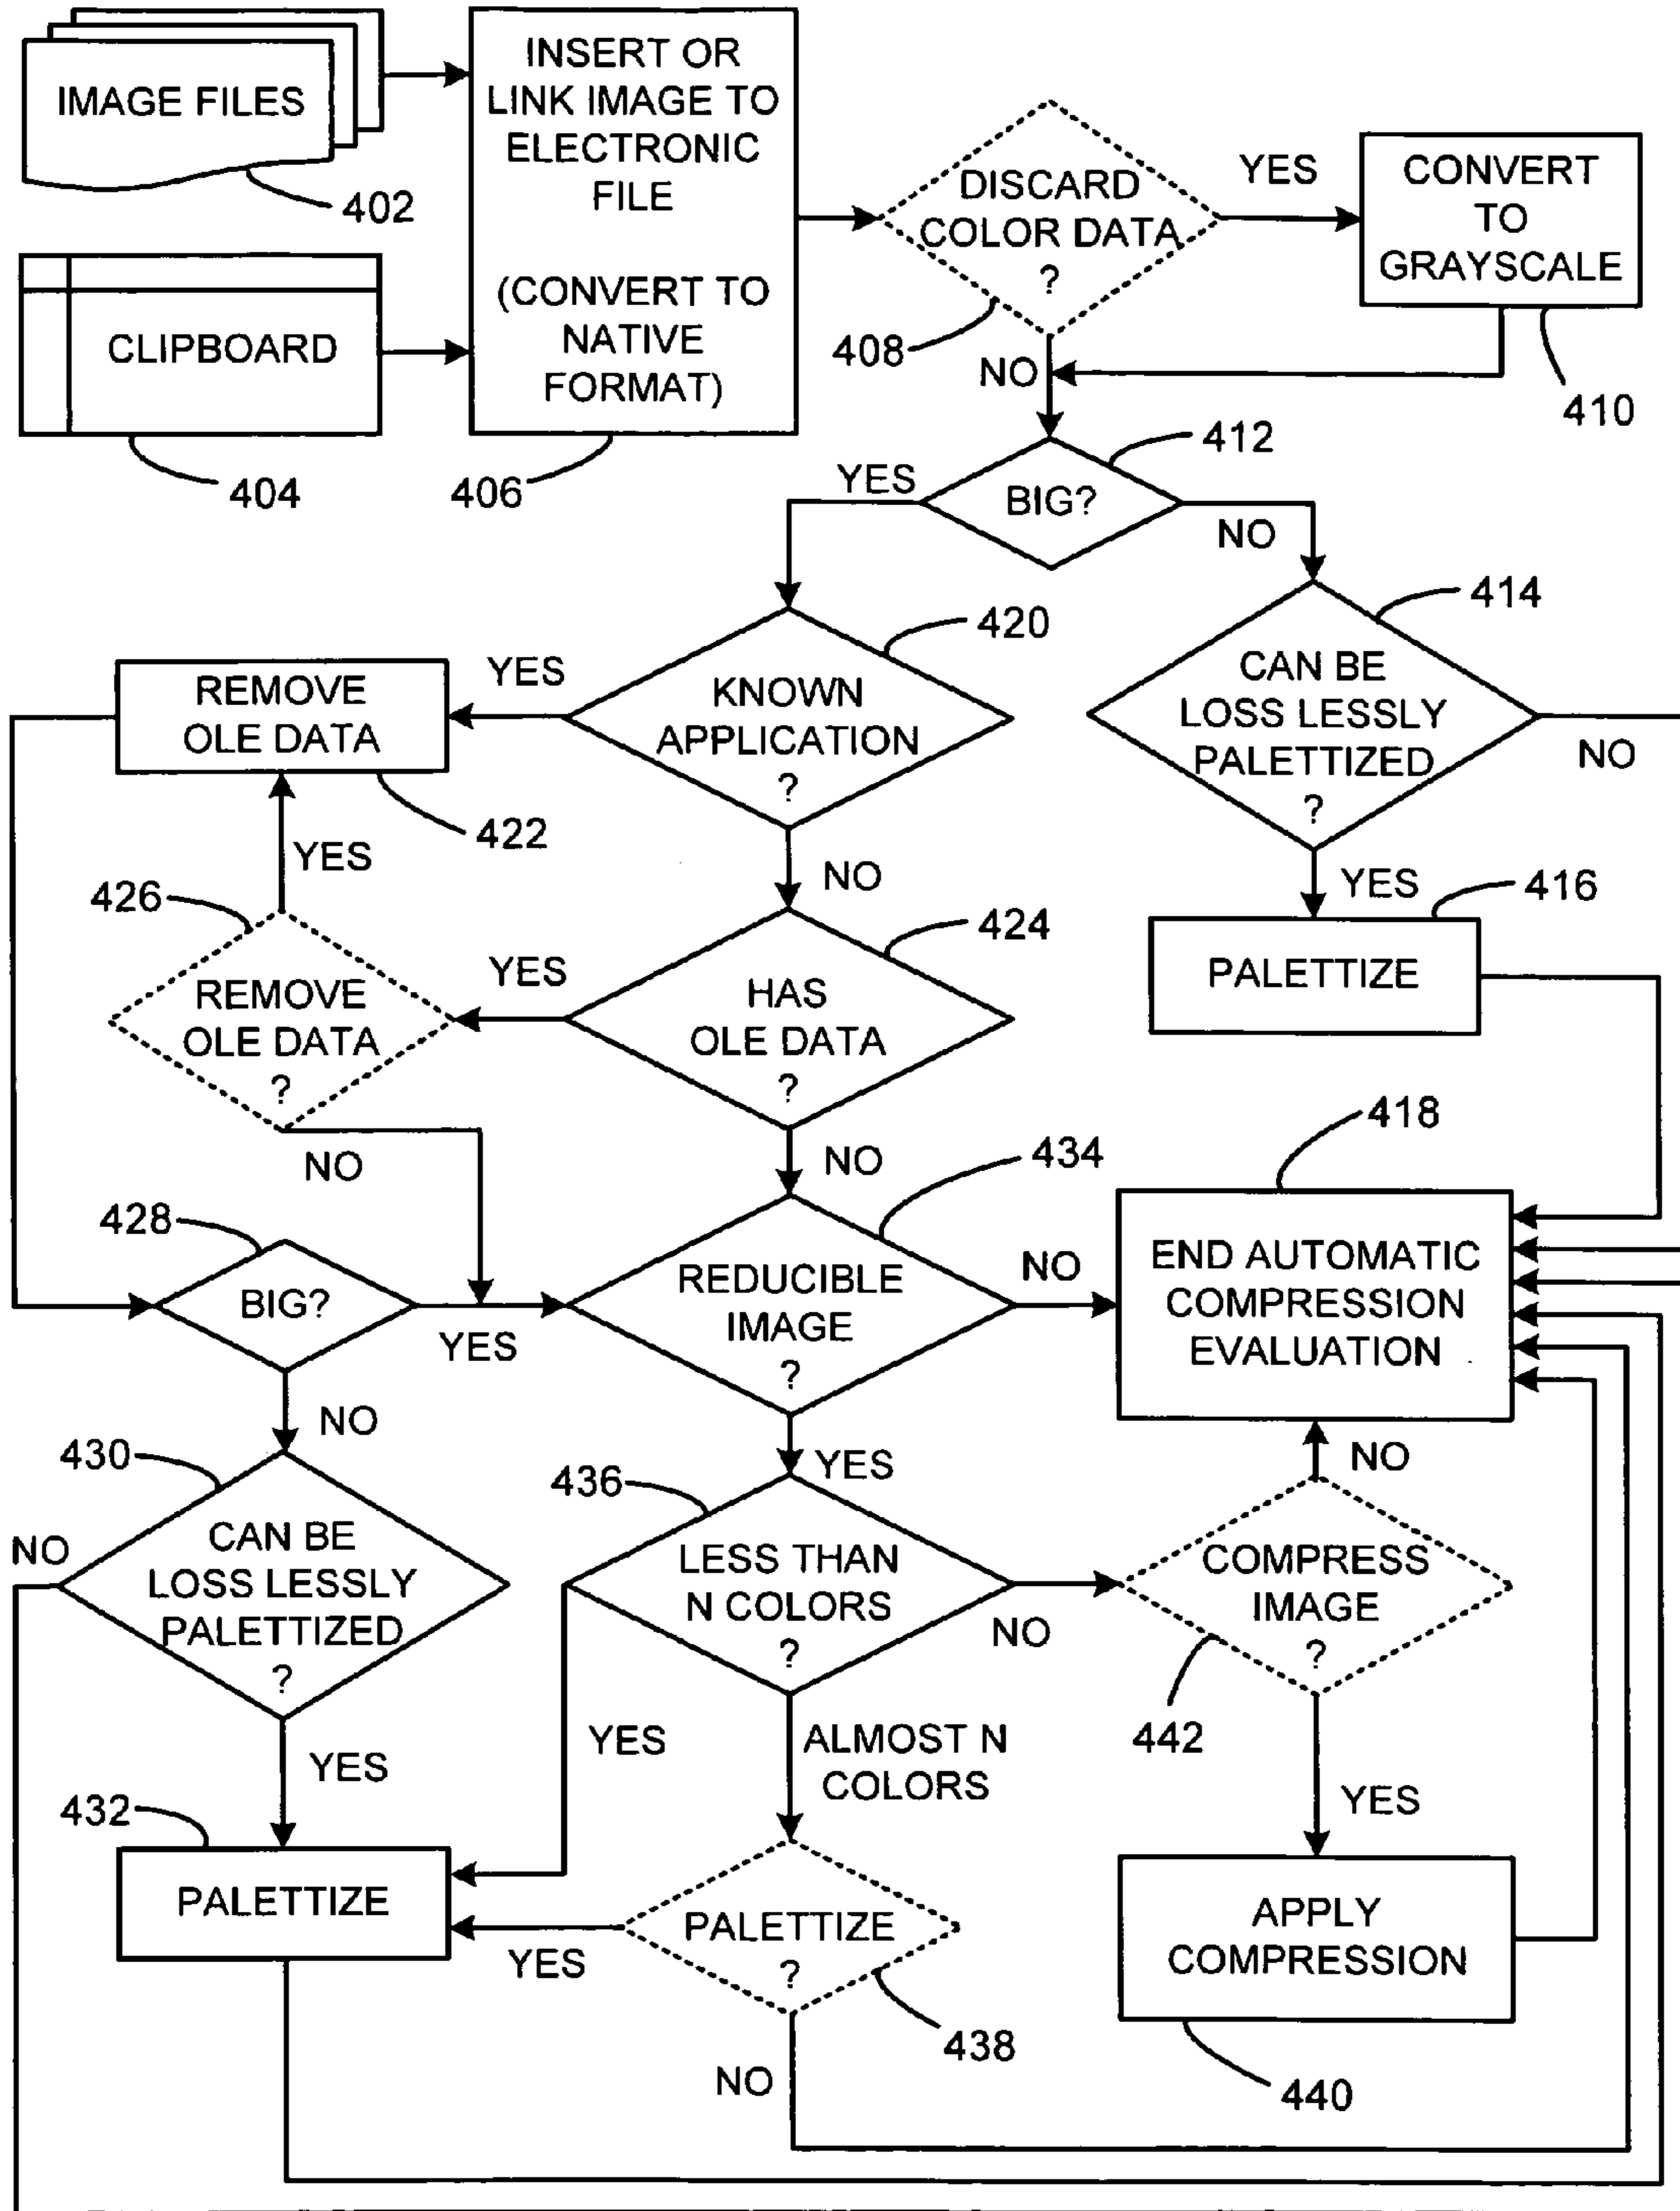 IMAGE FILES
402
CLIPBOARD
404
INSERT OR
LINK IMAGE TO
ELECTRONIC
FILE
(CONVERT TO
NATIVE
FORMAT)
406
DISCARD
COLOR DATA
?
408
YES
NO
CONVERT
TO
GRAYSCALE
410
BIG?
412
YES
NO
CAN BE
LOSS LESSLY
PALETTIZED
?
414
NO
YES
PALETTIZE
416
KNOWN
APPLICATION
?
420
YES
NO
REMOVE
OLE DATA
422
YES
REMOVE
OLE DATA
?
426
NO
HAS
OLE DATA
?
424
YES
NO
END AUTOMATIC
COMPRESSION
EVALUATION
418
BIG?
428
YES
NO
REDUCIBLE
IMAGE
?
434
NO
YES
CAN BE
LOSS LESSLY
PALETTIZED
?
430
NO
YES
PALETTIZE
432
LESS THAN
N COLORS
?
436
YES
NO
ALMOST N
COLORS
PALETTIZE
?
438
YES
NO
COMPRESS
IMAGE
?
442
NO
YES
APPLY
COMPRESSION
440